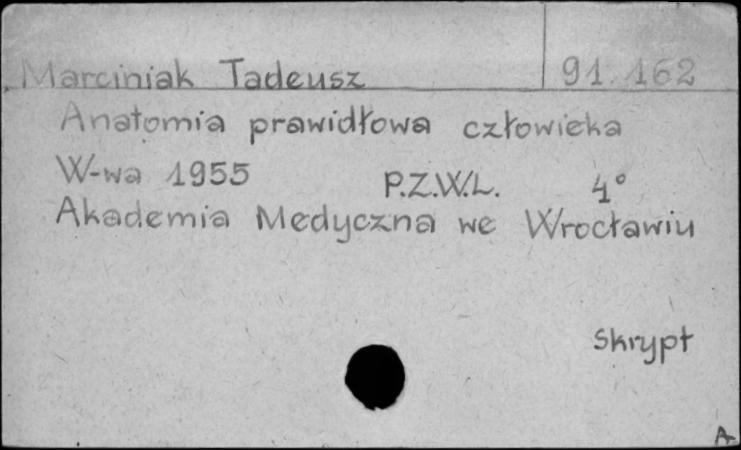 Marciniak Tadeusz 91.162
Anatomia prawidłowa człowieka
W-wa 1955 P.Z.W.L. 4°
Akademia Medyczna we Wrocławiu
Skrypt
A